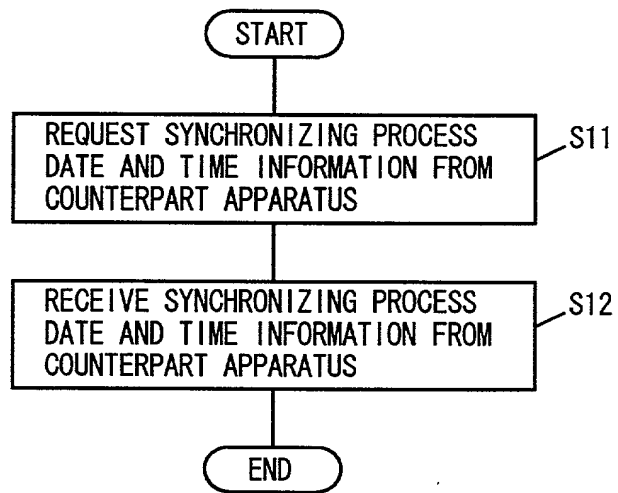 START
REQUEST SYNCHRONIZING PROCESS
DATE AND TIME INFORMATION FROM
COUNTERPART APPARATUS
S11
RECEIVE SYNCHRONIZING PROCESS
DATE AND TIME INFORMATION FROM
COUNTERPART APPARATUS
S12
END